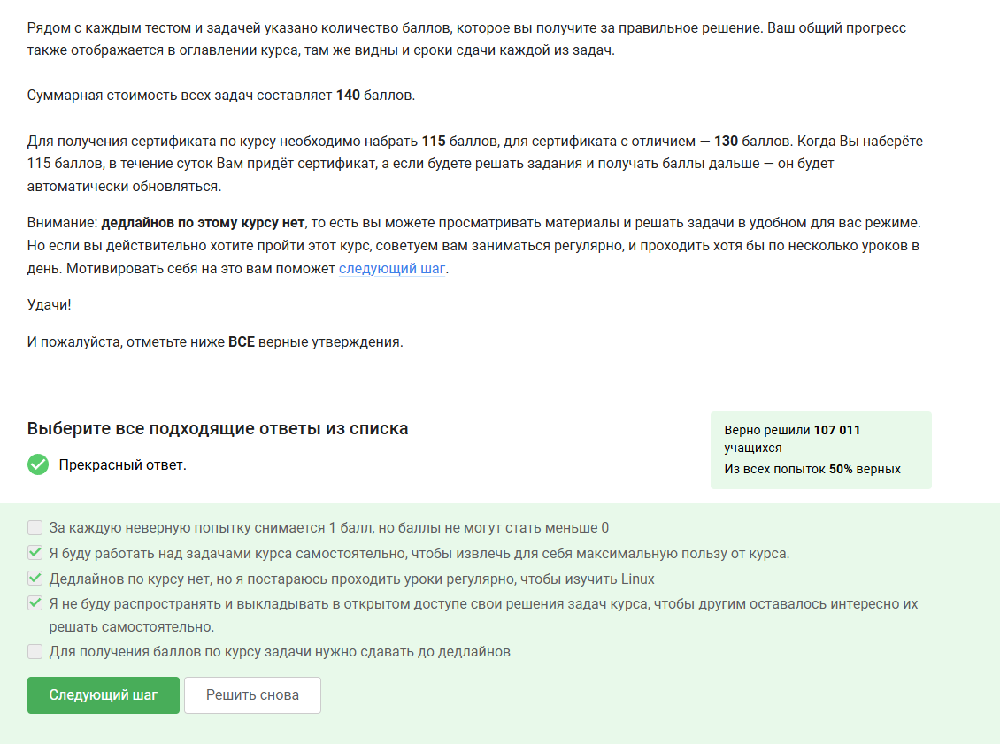 Рядом с каждым тестом и задачей указано количество баллов, которое вы получите за правильное решение. Ваш общий прогресс
также отображается в оглавлении курса, там же видны и сроки сдачи каждой из задач.
Суммарная стоимость всех задач составляет 140 баллов.
Для получения сертификата по курсу необходимо набрать 115 баллов, для сертификата с отличием — 130 баллов. Когда Вы наберёте
115 баллов, в течение суток Вам придёт сертификат, а если будете решать задания и получать баллы дальше — он будет
автоматически обновляться.
Внимание: дедлайнов по этому курсу нет, то есть вы можете просматривать материалы и решать задачи в удобном для вас режиме.
Но если вы действительно хотите пройти этот курс, советуем вам заниматься регулярно, и проходить хотя бы по несколько уроков в
день. Мотивировать себя на это вам поможет следующий шаг.
Удачи!
И пожалуйста, отметьте ниже ВСЕ верные утверждения.
Выберите все подходящие ответы из списка
Прекрасный ответ.
Верно решили 107 011
учащихся
Из всех попыток 50% верных
За каждую неверную попытку снимается 1 балл, но баллы не могут стать меньше 0
Я буду работать над задачами курса самостоятельно, чтобы извлечь для себя максимальную пользу от курса.
Дедлайнов по курсу нет, но я постараюсь проходить уроки регулярно, чтобы изучить Linux
Я не буду распространять и выкладывать в открытом доступе свои решения задач курса, чтобы другим оставалось интересно их
решать самостоятельно.
Для получения баллов по курсу задачи нужно сдавать до дедлайнов
Следующий шаг
Решить снова